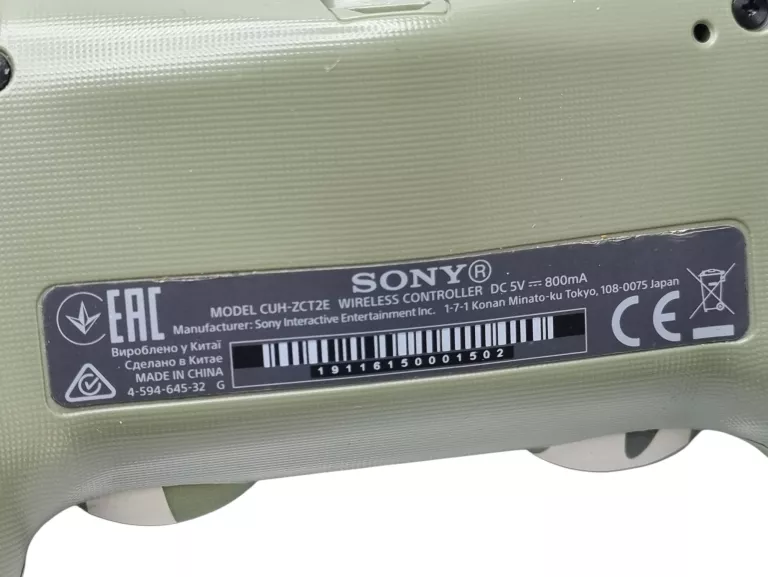 SONY®
EAC
MODEL CUH-ZCT2E WIRELESS CONTROLLER DC 5V ⎓ 800mA
Manufacturer: Sony Interactive Entertainment Inc. 1-7-1 Konan Minato-ku Tokyo, 108-0075 Japan
Вироблено у Китаї
Сделано в Китае
MADE IN CHINA
4-594-645-32 G
19116150001502
CE